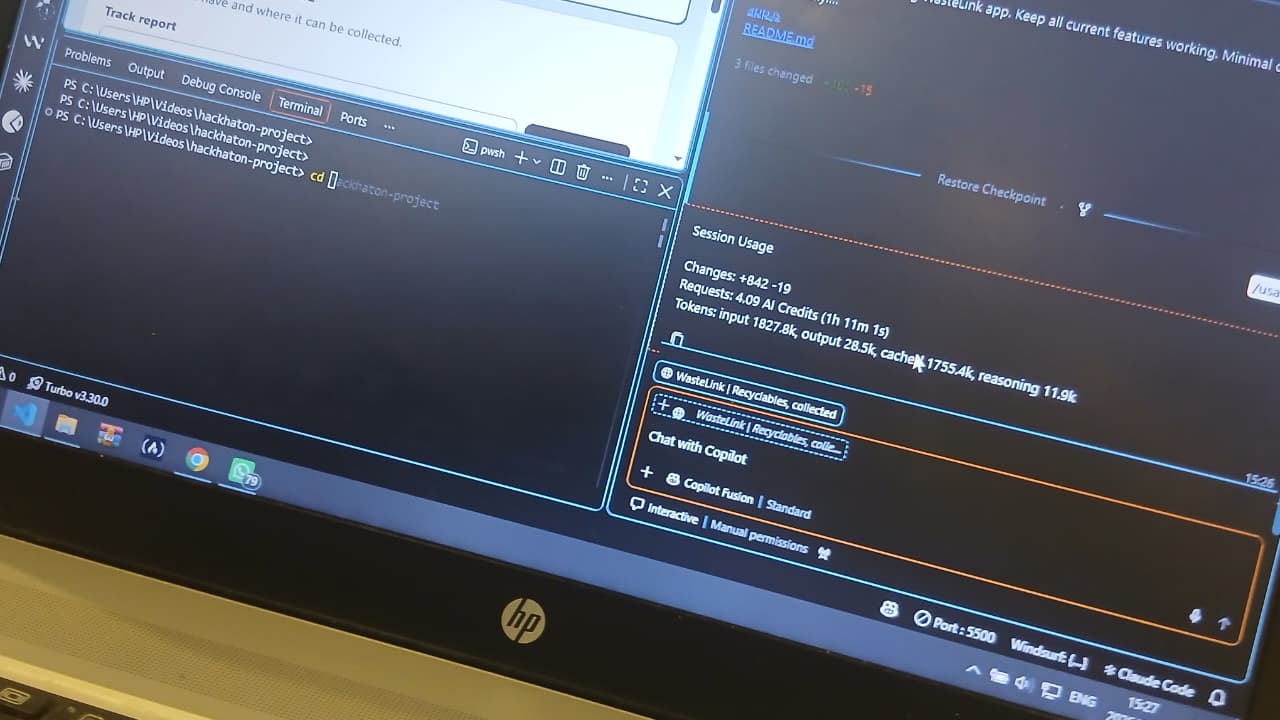 have and where it can be collected.
Track report
Problems Output Debug Console Terminal Ports ...
PS C:\Users\HP\Videos\hackhaton-project>
PS C:\Users\HP\Videos\hackhaton-project>
PS C:\Users\HP\Videos\hackhaton-project> cd ackhaton-project
pwsh
WasteLink app. Keep all current features working. Minimal
README.md
3 files changed -15
Restore Checkpoint
Session Usage
/usa
Changes: +842 -19
Requests: 4.09 AI Credits (1h 11m 1s)
Tokens: input 1827.8k, output 28.5k, cached 1755.4k, reasoning 11.9k
15:26
WasteLink | Recyclables, collected
WasteLink | Recyclables, colle...
Chat with Copilot
Copilot Fusion | Standard
Interactive | Manual permissions
0 Turbo v3.30.0
Port : 5500 Windsurf: {...} Claude Code
79
ENG 15:27
hp